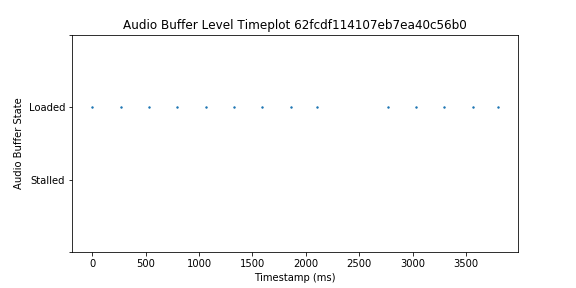 Audio Buffer Level Timeplot 62fcdf114107eb7ea40c56b0
Audio Buffer State
Loaded
Stalled
0 500 1000 1500 2000 2500 3000 3500
Timestamp (ms)